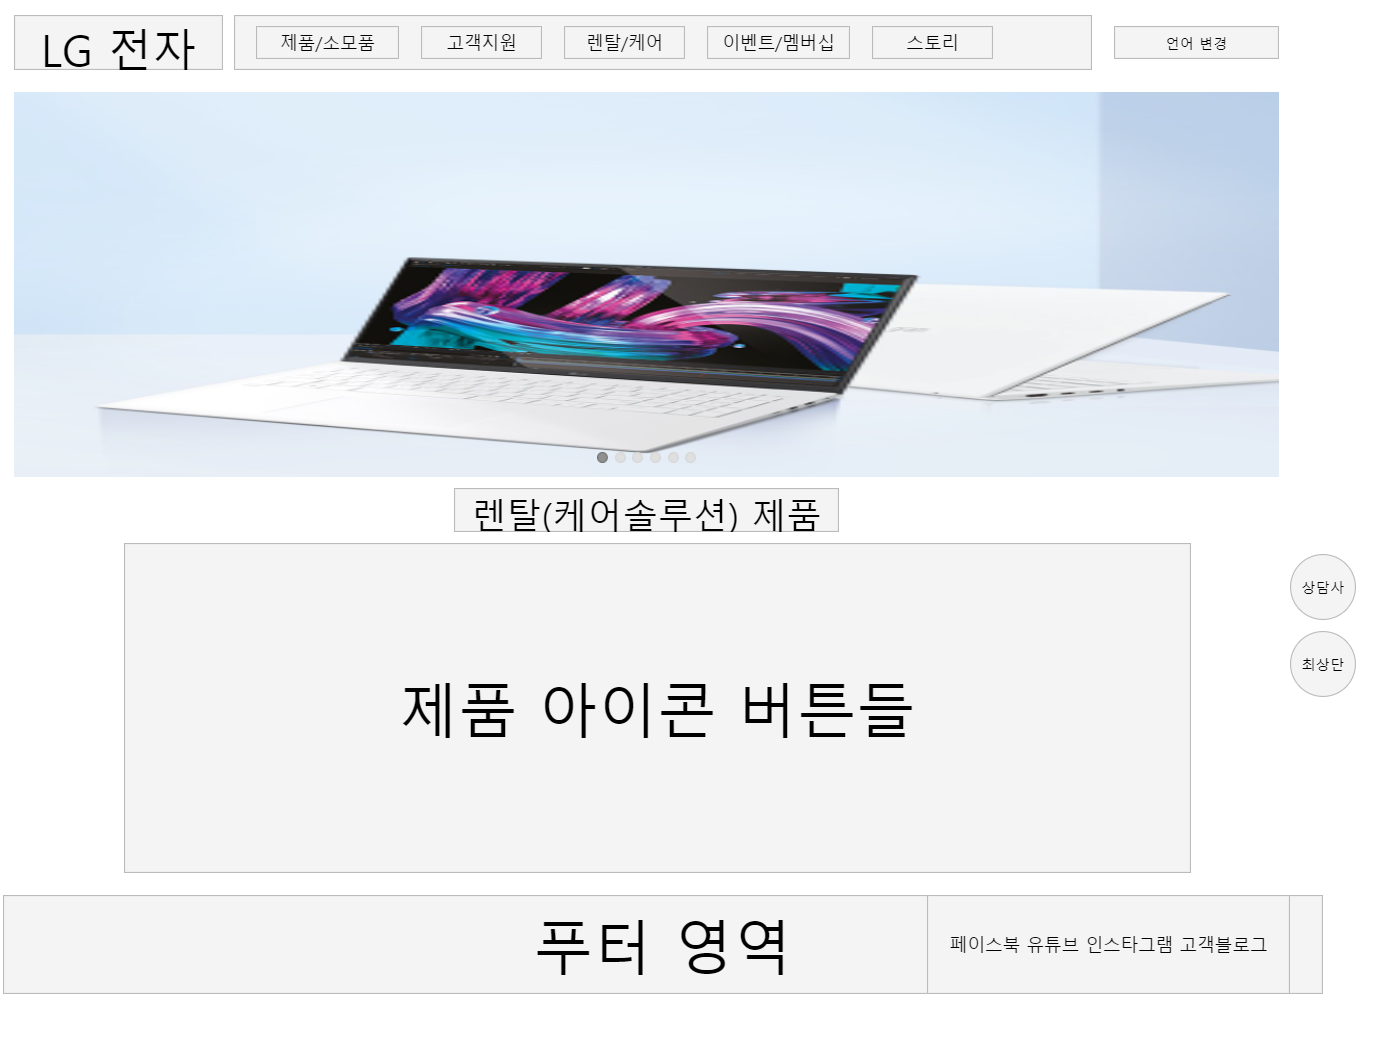 LG 전자
제품/소모품
고객지원
렌탈/케어
이벤트/멤버십
스토리
언어 변경
렌탈(케어솔루션) 제품
상담사
최상단
제품 아이콘 버튼들
푸터 영역
페이스북 유튜브 인스타그램 고객블로그